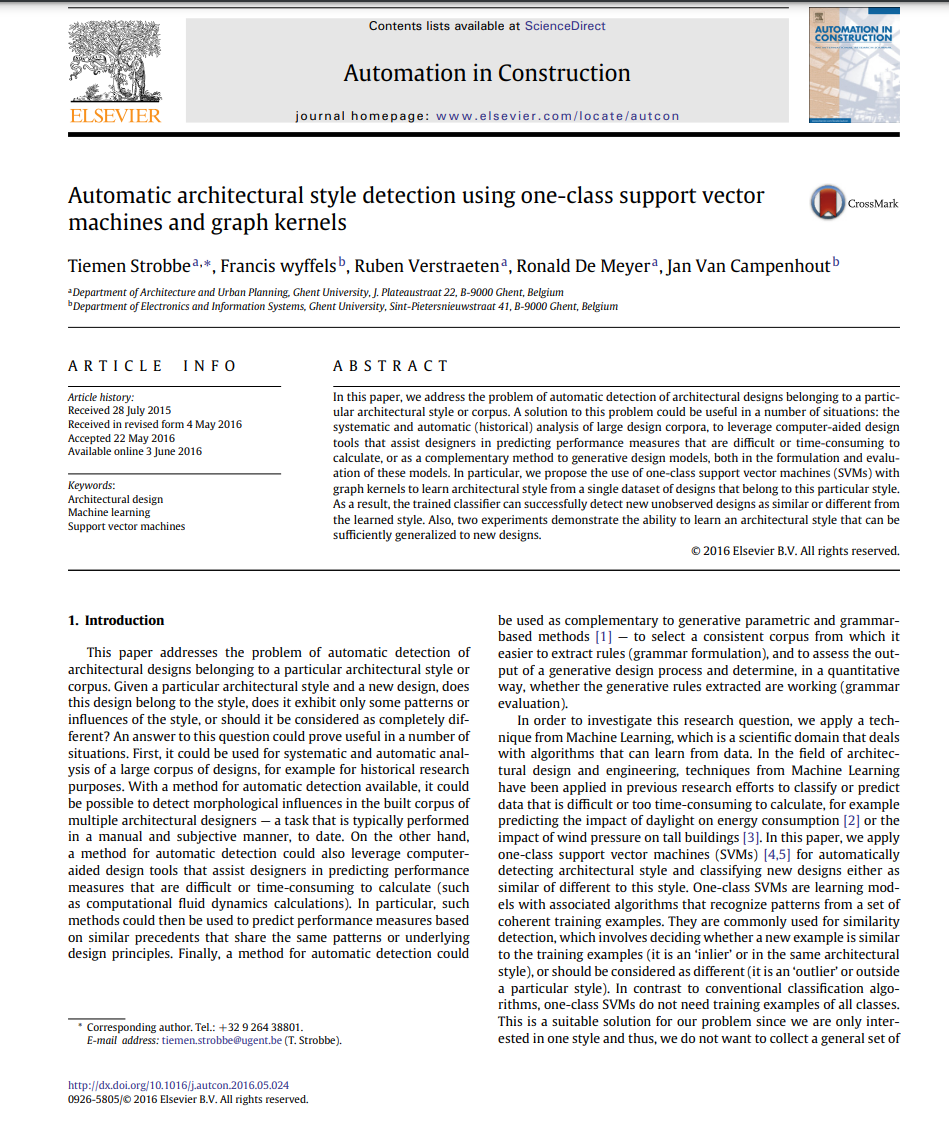 Contents lists available at ScienceDirect
Automation in Construction
journal homepage: www.elsevier.com/locate/autcon
ELSEVIER
AUTOMATION IN
CONSTRUCTION
Automatic architectural style detection using one-class support vector
machines and graph kernels
CrossMark
Tiemen Strobbe a,*, Francis wyffels b, Ruben Verstraeten a, Ronald De Meyer a, Jan Van Campenhout b
a Department of Architecture and Urban Planning, Ghent University, J. Plateaustraat 22, B-9000 Ghent, Belgium
b Department of Electronics and Information Systems, Ghent University, Sint-Pietersnieuwstraat 41, B-9000 Ghent, Belgium
ARTICLE INFO
Article history:
Received 28 July 2015
Received in revised form 4 May 2016
Accepted 22 May 2016
Available online 3 June 2016
Keywords:
Architectural design
Machine learning
Support vector machines
ABSTRACT
In this paper, we address the problem of automatic detection of architectural designs belonging to a partic-
ular architectural style or corpus. A solution to this problem could be useful in a number of situations: the
systematic and automatic (historical) analysis of large design corpora, to leverage computer-aided design
tools that assist designers in predicting performance measures that are difficult or time-consuming to
calculate, or as a complementary method to generative design models, both in the formulation and evalu-
ation of these models. In particular, we propose the use of one-class support vector machines (SVMs) with
graph kernels to learn architectural style from a single dataset of designs that belong to this particular style.
As a result, the trained classifier can successfully detect new unobserved designs as similar or different from
the learned style. Also, two experiments demonstrate the ability to learn an architectural style that can be
sufficiently generalized to new designs.
© 2016 Elsevier B.V. All rights reserved.
1. Introduction
This paper addresses the problem of automatic detection of
architectural designs belonging to a particular architectural style or
corpus. Given a particular architectural style and a new design, does
this design belong to the style, does it exhibit only some patterns or
influences of the style, or should it be considered as completely dif-
ferent? An answer to this question could prove useful in a number of
situations. First, it could be used for systematic and automatic anal-
ysis of a large corpus of designs, for example for historical research
purposes. With a method for automatic detection available, it could
be possible to detect morphological influences in the built corpus of
multiple architectural designers — a task that is typically performed
in a manual and subjective manner, to date. On the other hand,
a method for automatic detection could also leverage computer-
aided design tools that assist designers in predicting performance
measures that are difficult or time-consuming to calculate (such
as computational fluid dynamics calculations). In particular, such
methods could then be used to predict performance measures based
on similar precedents that share the same patterns or underlying
design principles. Finally, a method for automatic detection could
* Corresponding author. Tel.: +32 9 264 38801.
E-mail address: tiemen.strobbe@ugent.be (T. Strobbe).
be used as complementary to generative parametric and grammar-
based methods [1] — to select a consistent corpus from which it
easier to extract rules (grammar formulation), and to assess the out-
put of a generative design process and determine, in a quantitative
way, whether the generative rules extracted are working (grammar
evaluation).
In order to investigate this research question, we apply a tech-
nique from Machine Learning, which is a scientific domain that deals
with algorithms that can learn from data. In the field of architec-
tural design and engineering, techniques from Machine Learning
have been applied in previous research efforts to classify or predict
data that is difficult or too time-consuming to calculate, for example
predicting the impact of daylight on energy consumption [2] or the
impact of wind pressure on tall buildings [3]. In this paper, we apply
one-class support vector machines (SVMs) [4,5] for automatically
detecting architectural style and classifying new designs either as
similar of different to this style. One-class SVMs are learning mod-
els with associated algorithms that recognize patterns from a set of
coherent training examples. They are commonly used for similarity
detection, which involves deciding whether a new example is similar
to the training examples (it is an ‘inlier’ or in the same architectural
style), or should be considered as different (it is an ‘outlier’ or outside
a particular style). In contrast to conventional classification algo-
rithms, one-class SVMs do not need training examples of all classes.
This is a suitable solution for our problem since we are only inter-
ested in one style and thus, we do not want to collect a general set of
http://dx.doi.org/10.1016/j.autcon.2016.05.024
0926-5805/© 2016 Elsevier B.V. All rights reserved.